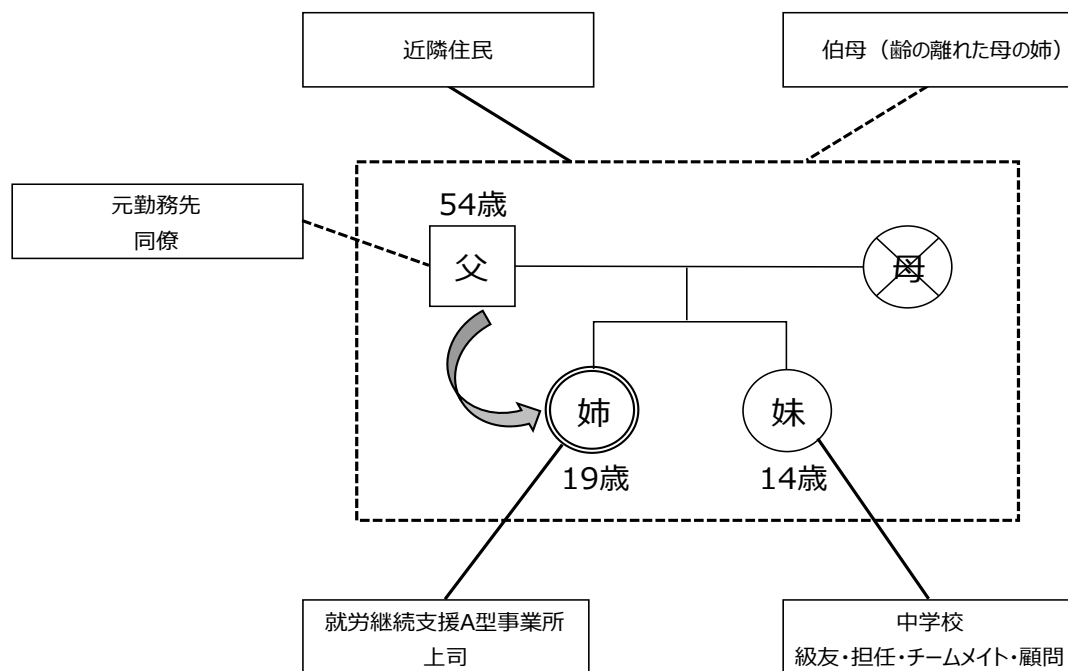 近隣住民
伯母（齢の離れた母の姉）
元勤務先
同僚
54歳
父
母
姉
妹
19歳
14歳
就労継続支援A型事業所
上司
中学校
級友・担任・チームメイト・顧問